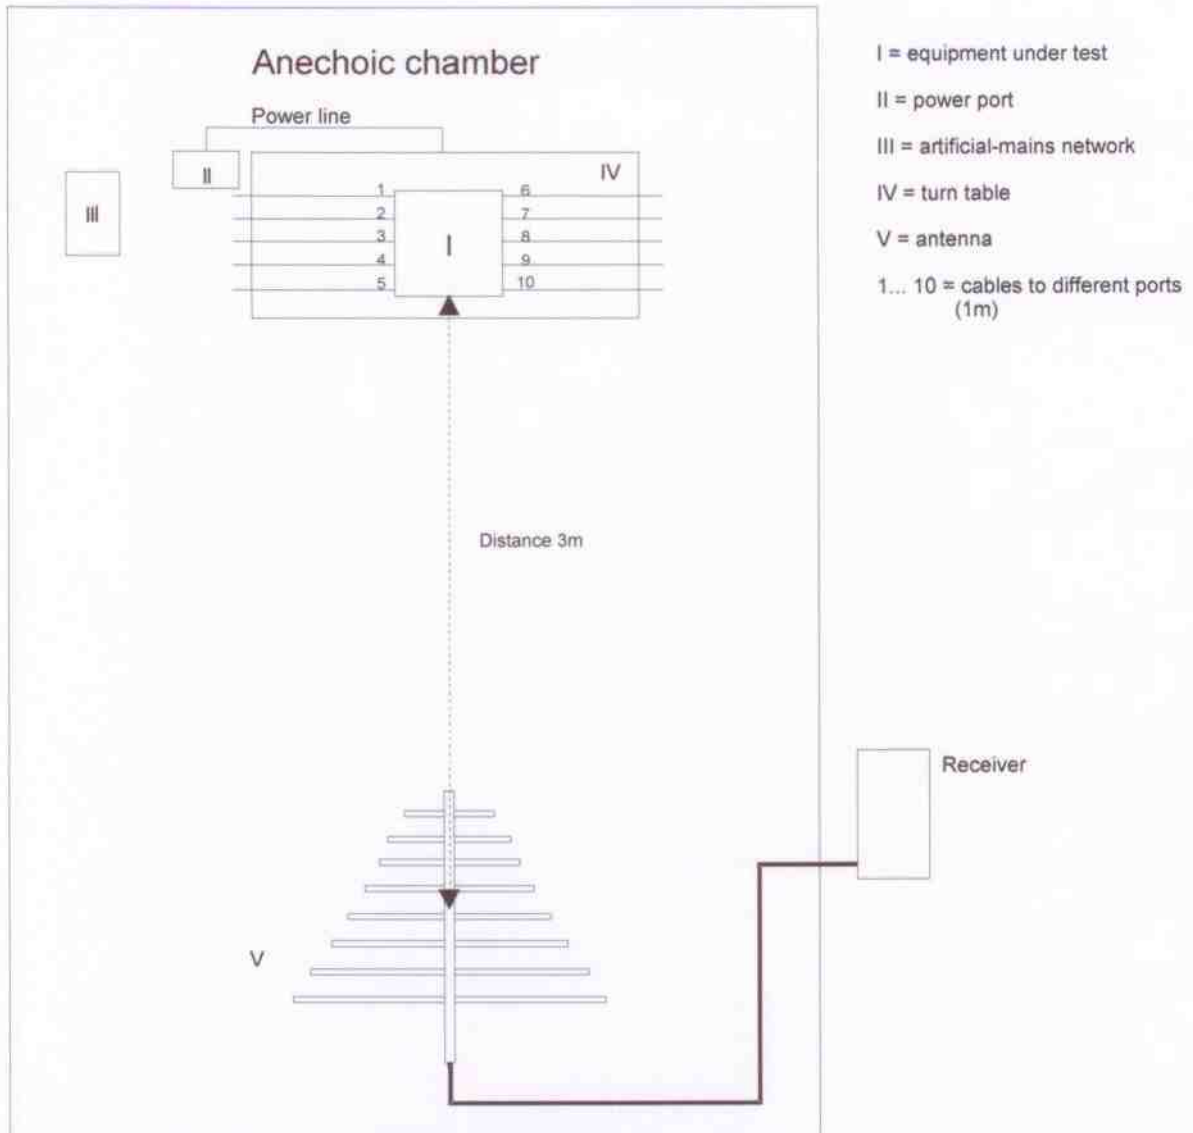 Anechoic chamber
Power line
II
IV
III
1
2
3
4
5
I
6
7
8
9
10
Distance 3m
V
Receiver
I = equipment under test
II = power port
III = artificial-mains network
IV = turn table
V = antenna
1... 10 = cables to different ports
(1m)